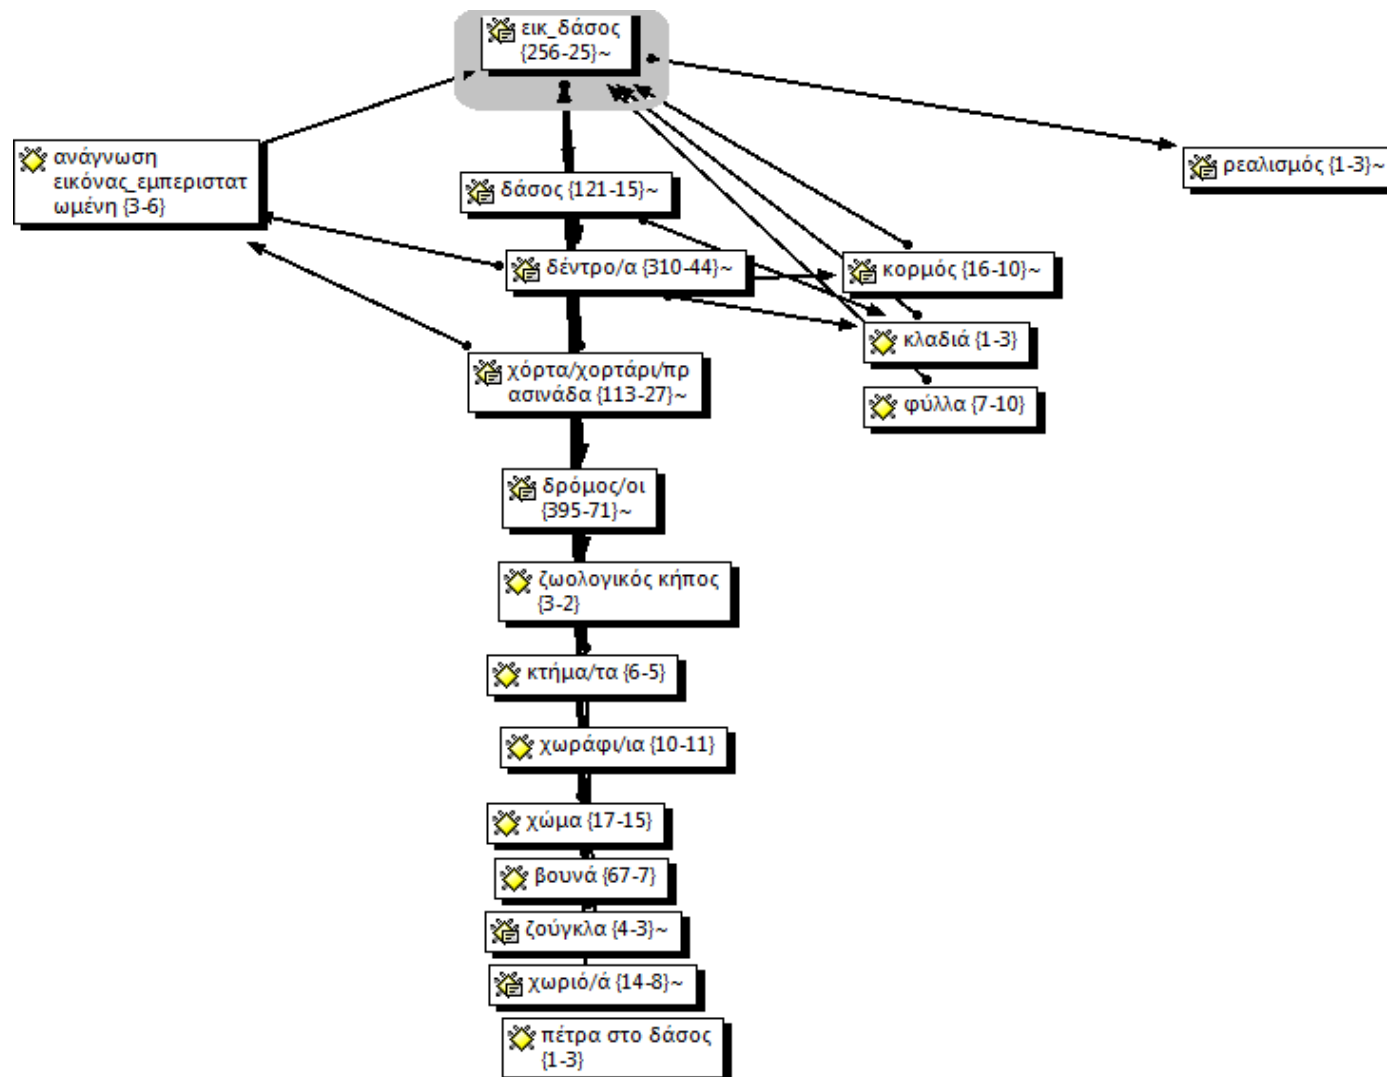 εικ_δάσος
{256-25}~
ανάγνωση
εικόνας_εμπεριστατ
ωμένη {3-6}
ρεαλισμός {1-3}~
δάσος {121-15}~
δέντρο/α {310-44}~
κορμός {16-10}~
κλαδιά {1-3}
χόρτα/χορτάρι/πρ
ασινάδα {113-27}~
φύλλα {7-10}
δρόμος/οι
{395-71}~
ζωολογικός κήπος
{3-2}
κτήμα/τα {6-5}
χωράφι/ια {10-11}
χώμα {17-15}
βουνά {67-7}
ζούγκλα {4-3}~
χωριό/ά {14-8}~
πέτρα στο δάσος
{1-3}